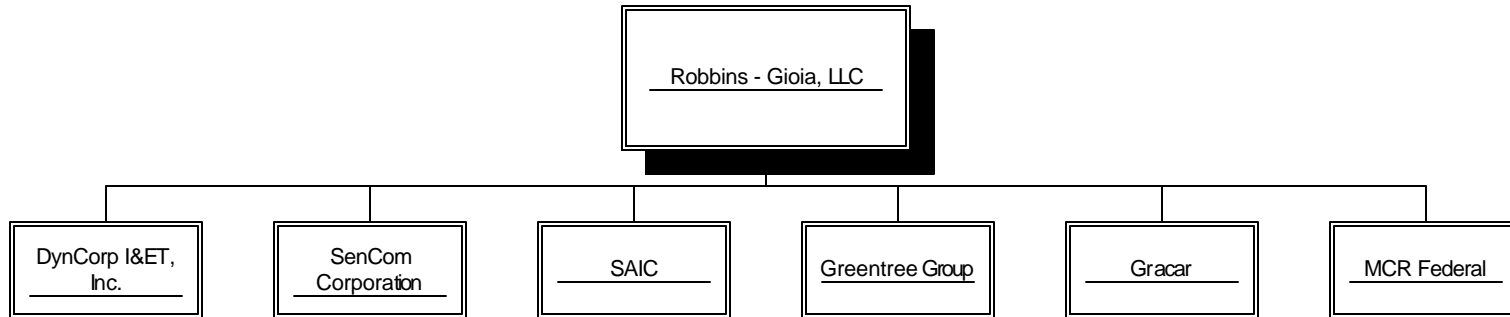 Robbins - Gioia, LLC
DynCorp I&ET,
Inc.
SenCom
Corporation
SAIC
Greentree Group
Gracar
MCR Federal